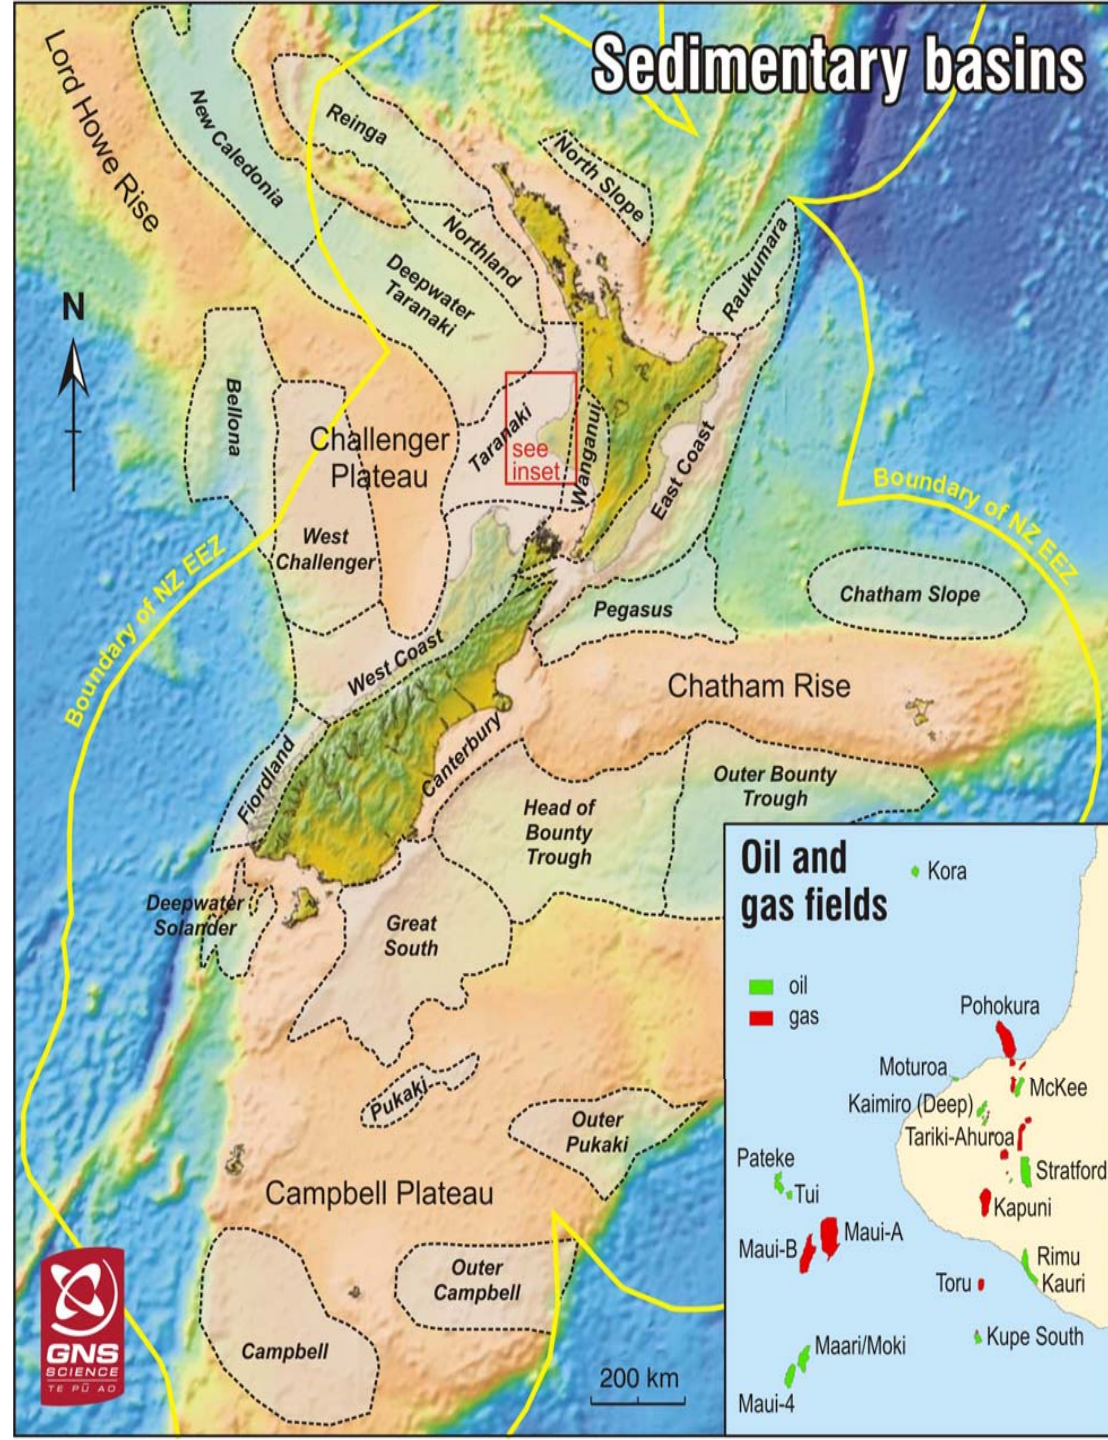 Sedimentary basins
Lord Howe Rise
New Caledonia
Reinga
North Slope
Northland
Deepwater
Taranaki
Raukumara
N
Bellona
Challenger
Plateau
Taranaki
see
inset
Wanganui
East Coast
Boundary of NZ EEZ
West
Challenger
Boundary of NZ EEZ
Pegasus
Chatham Slope
West Coast
Chatham Rise
Fiordland
Canterbury
Head of
Bounty
Trough
Outer Bounty
Trough
Deepwater
Solander
Great
South
Pukaki
Outer
Pukaki
Campbell Plateau
Outer
Campbell
Campbell
200 km
GNS
SCIENCE
TE PŪ AO
Oil and
gas fields
Kora
oil
gas
Pohokura
Moturoa
McKee
Kaimiro (Deep)
Tariki-Ahuroa
Pateke
Stratford
Tui
Kapuni
Maui-A
Maui-B
Rimu
Kauri
Toru
Kupe South
Maari/Moki
Maui-4